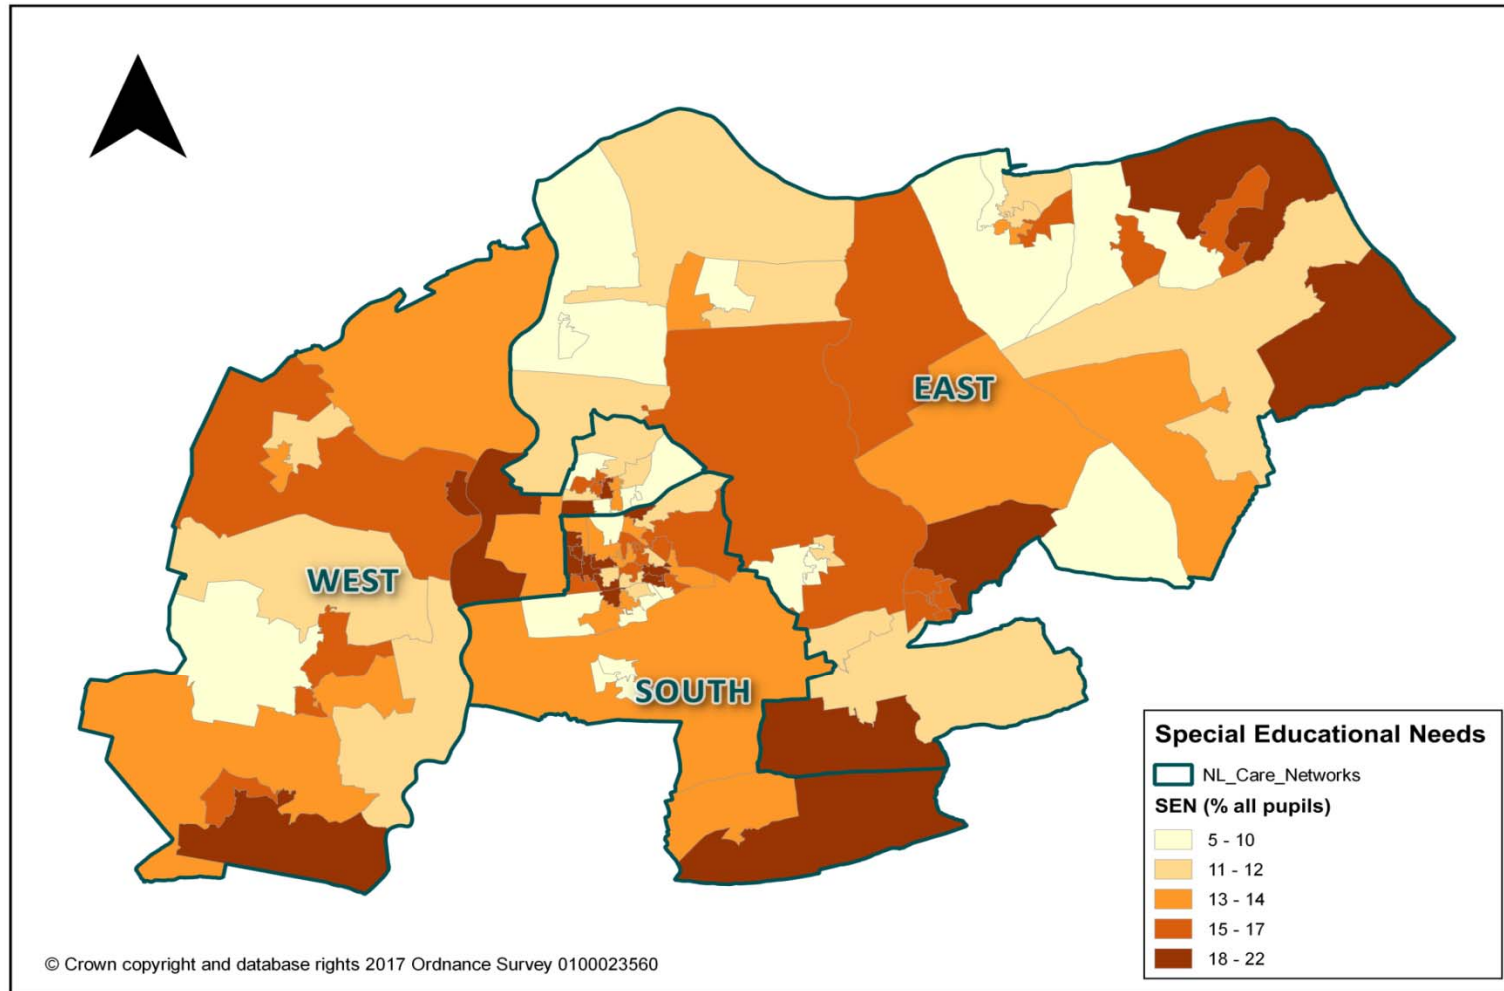 EAST
WEST
SOUTH
Special Educational Needs
NL_Care_Networks
SEN (% all pupils)
5 - 10
11 - 12
13 - 14
15 - 17
18 - 22
© Crown copyright and database rights 2017 Ordnance Survey 0100023560